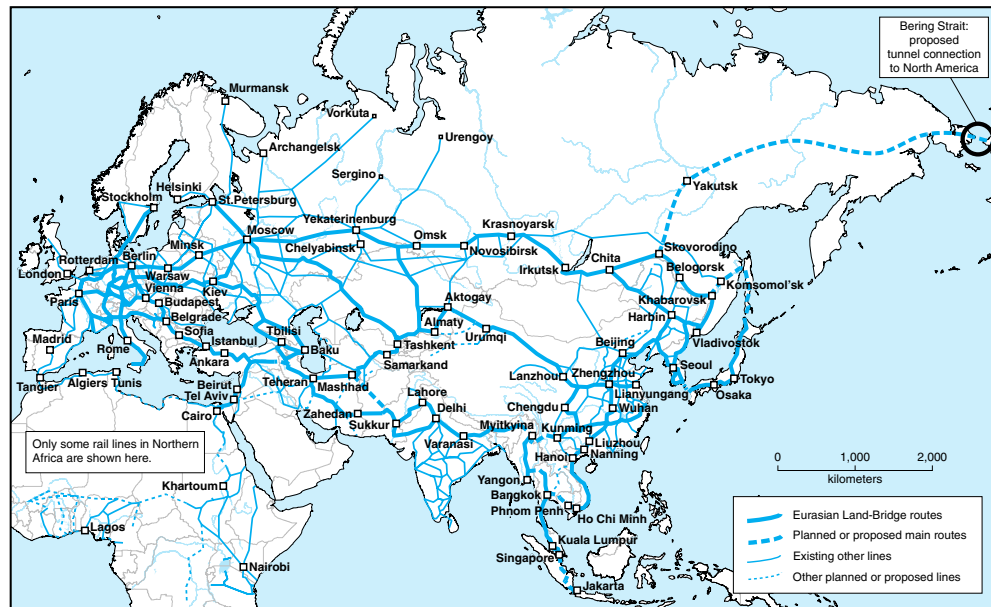 Bering Strait:
proposed
tunnel connection
to North America
Murmansk
Vorkuta
Urengoy
Archangelsk
Sergino
Yakutsk
Helsinki
Stockholm
St.Petersburg
Yekaterinenburg
Krasnoyarsk
Moscow
Omsk
Skovorodino
Minsk
Chelyabinsk
Novosibirsk
Chita
Rotterdam
Berlin
Irkutsk
Belogorsk
London
Warsaw
Komsomol'sk
Vienna
Kiev
Aktogay
Khabarovsk
Paris
Budapest
Harbin
Belgrade
Almaty
Urumqi
Sofia
Tbilisi
Vladivostok
Madrid
Istanbul
Tashkent
Beijing
Rome
Baku
Ankara
Samarkand
Seoul
Lanzhou
Zhengzhou
Tokyo
Tangier
Algiers
Tunis
Beirut
Teheran
Mashhad
Lianyungang
Osaka
Tel Aviv
Lahore
Cairo
Zahedan
Delhi
Chengdu
Wuhan
Sukkur
Myitkyina
Kunming
Varanasi
Liuzhou
Only some rail lines in Northern
Africa are shown here.
Hanoi
Nanning
0
1,000
2,000
kilometers
Khartoum
Yangon
Bangkok
Phnom Penh
Ho Chi Minh
Lagos
Kuala Lumpur
Singapore
Nairobi
Jakarta
Eurasian Land-Bridge routes
Planned or proposed main routes
Existing other lines
Other planned or proposed lines